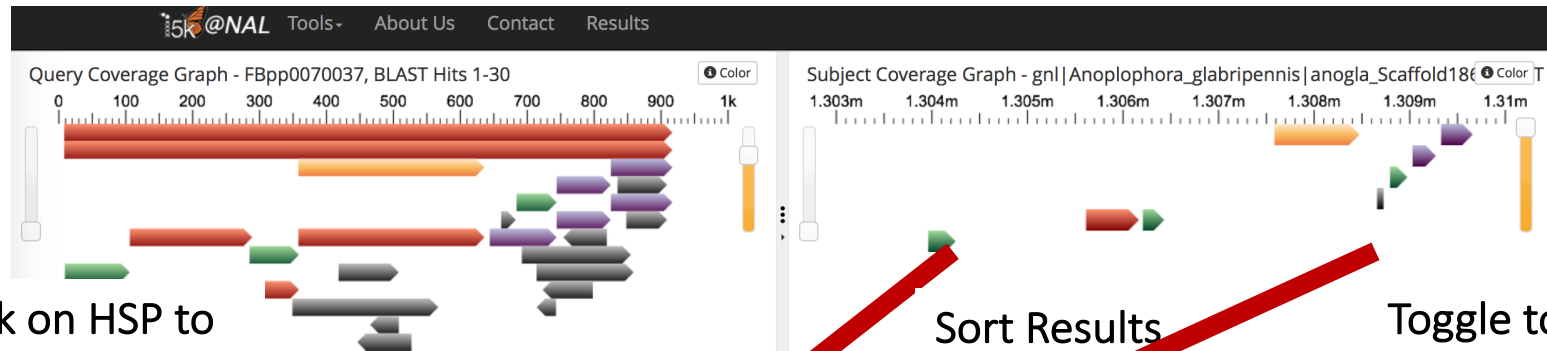 i5k@NAL Tools About Us Contact Results
Query Coverage Graph - FBpp0070037, BLAST Hits 1-30
Color
0 100 200 300 400 500 600 700 800 900 1k
Subject Coverage Graph - gnl|Anoplophora_glabripennis|anogla_Scaffold186
Color
T
1.303m 1.304m 1.305m 1.306m 1.307m 1.308m 1.309m 1.31m
k on HSP to
Sort Results
Toggle to